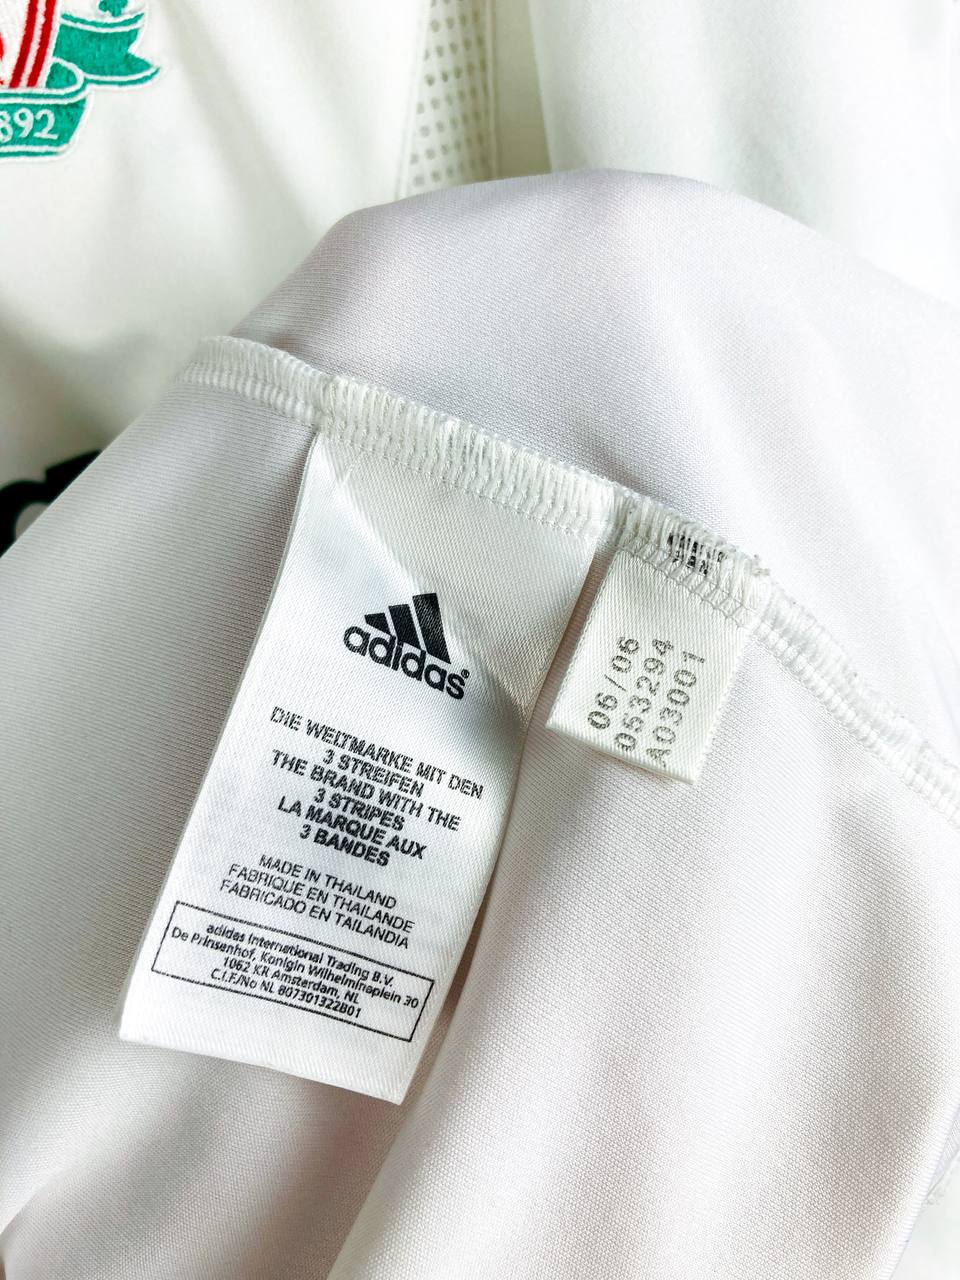 892
adidas®
DIE WELTMARKE MIT DEN
3 STREIFEN
THE BRAND WITH THE
3 STRIPES
LA MARQUE AUX
3 BANDES
MADE IN THAILAND
FABRIQUE EN THAILANDE
FABRICADO EN TAILANDIA
adidas International Trading B.V.
De Prinsenhof, Konigin Wilhelminaplein 30
1062 KR Amsterdam, NL
C.I.F./No NL 807301322B01
06/06
053294
A03001